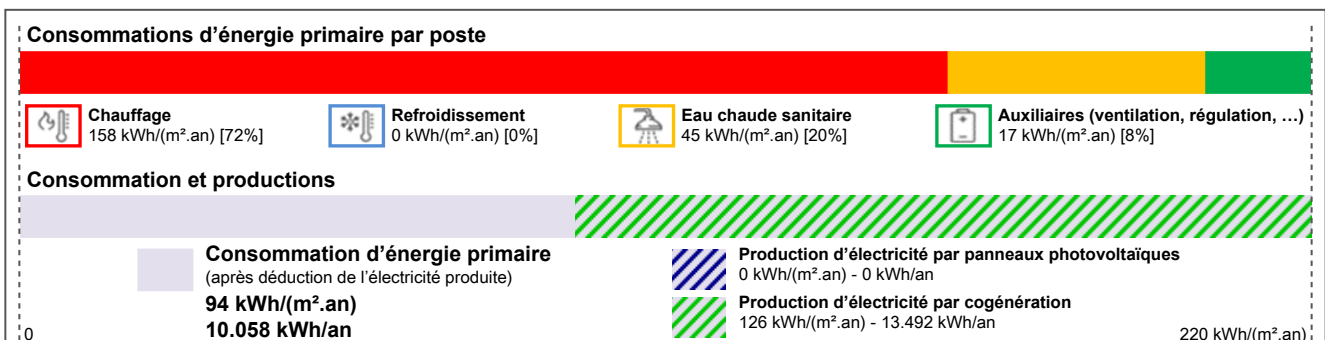 Consommations d'énergie primaire par poste
Chauffage
158 kWh/(m².an) [72%]
Refroidissement
0 kWh/(m².an) [0%]
Eau chaude sanitaire
45 kWh/(m².an) [20%]
Auxiliaires (ventilation, régulation, …)
17 kWh/(m².an) [8%]
Consommation et productions
Consommation d'énergie primaire
(après déduction de l'électricité produite)
94 kWh/(m².an)
10.058 kWh/an
Production d'électricité par panneaux photovoltaïques
0 kWh/(m².an) - 0 kWh/an
Production d'électricité par cogénération
126 kWh/(m².an) - 13.492 kWh/an
0
220 kWh/(m².an)